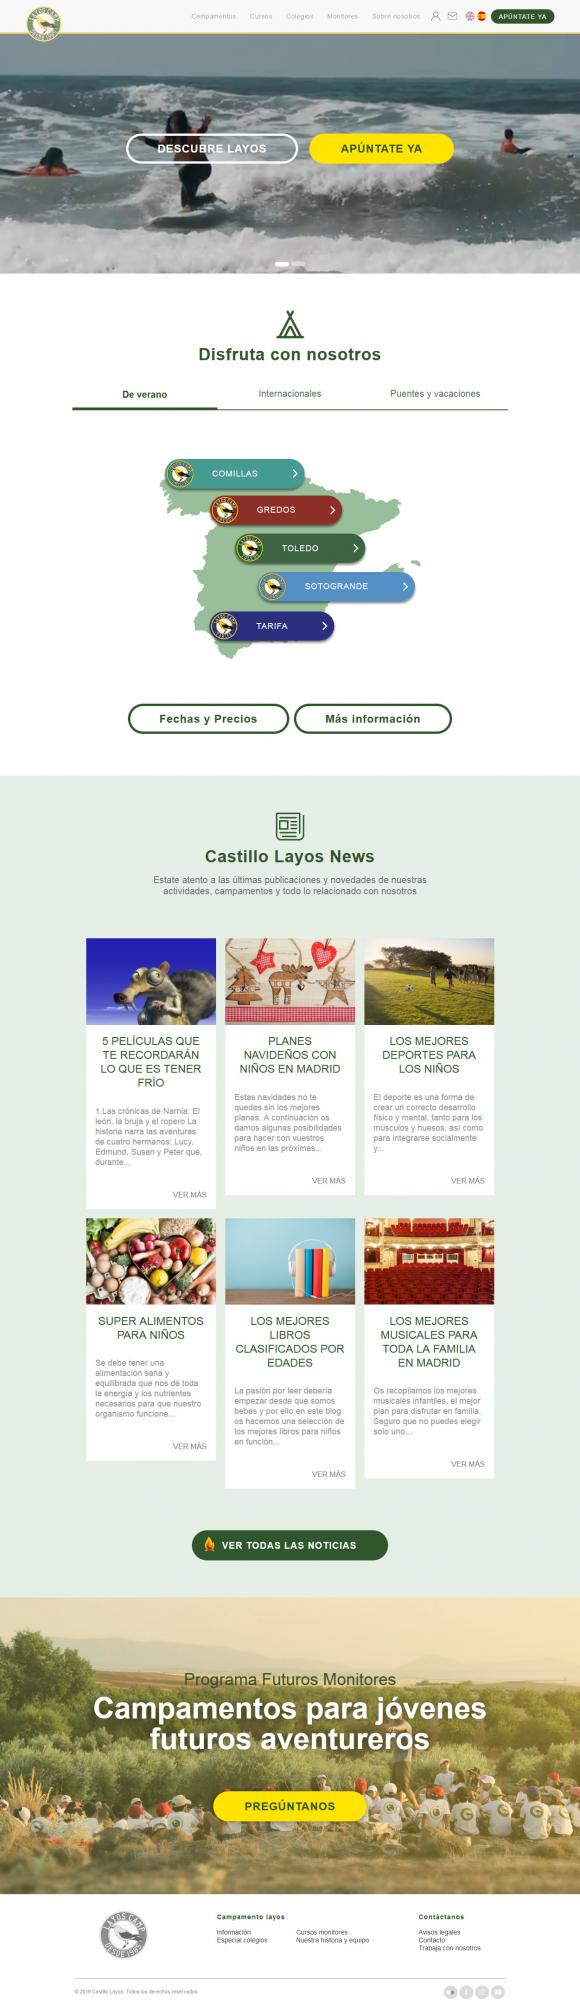 LAYOS CAMP
DESDE 1982
Campamentos Cursos Colegios Monitores Sobre nosotros APÚNTATE YA
DESCUBRE LAYOS APÚNTATE YA
Disfruta con nosotros
De verano Internacionales Puentes y vacaciones
COMILLAS
GREDOS
TOLEDO
SOTOGRANDE
TARIFA
Fechas y Precios Más información
Castillo Layos News
Estate atento a las últimas publicaciones y novedades de nuestras
actividades, campamentos y todo lo relacionado con nosotros
5 PELÍCULAS QUE
TE RECORDARÁN
LO QUE ES TENER
FRÍO
1.Las crónicas de Narnia: El
león, la bruja y el ropero La
historia narra las aventuras
de cuatro hermanos: Lucy,
Edmund, Susan y Peter que,
durante...
VER MÁS
PLANES
NAVIDEÑOS CON
NIÑOS EN MADRID
Estas navidades no te
quedes sin los mejores
planes. A continuación os
damos algunas posibilidades
para hacer con vuestros
niños en las próximas...
VER MÁS
LOS MEJORES
DEPORTES PARA
LOS NIÑOS
El deporte es una forma de
crear un correcto desarrollo
físico y mental, tanto para los
músculos y huesos, así como
para integrarse socialmente
y...
VER MÁS
SUPER ALIMENTOS
PARA NIÑOS
Se debe tener una
alimentación sana y
equilibrada que nos dé toda
la energía y los nutrientes
necesarios para que nuestro
organismo funcione...
VER MÁS
LOS MEJORES
LIBROS
CLASIFICADOS POR
EDADES
La pasión por leer debería
empezar desde que somos
bebés y por ello en este blog
os hacemos una selección de
los mejores libros para niños
en función...
VER MÁS
LOS MEJORES
MUSICALES PARA
TODA LA FAMILIA
EN MADRID
Os recopilamos los mejores
musicales infantiles, el mejor
plan para disfrutar en familia.
Seguro que no puedes elegir
solo uno...
VER MÁS
VER TODAS LAS NOTICIAS
Programa Futuros Monitores
Campamentos para jóvenes
futuros aventureros
PREGÚNTANOS
LAYOS CAMP
DESDE 1982
Campamento layos
Información
Especial colegios
Cursos monitores
Nuestra historia y equipo
Contáctanos
Avisos legales
Contacto
Trabaja con nosotros
© 2019 Castillo Layos. Todos los derechos reservados